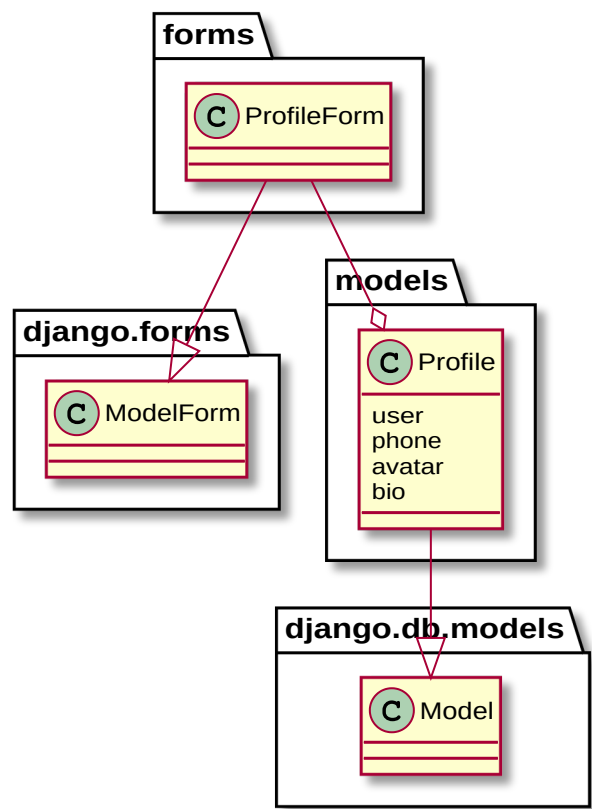 forms
C ProfileForm
models
django.forms
C Profile
C ModelForm
user
phone
avatar
bio
django.db.models
C Model